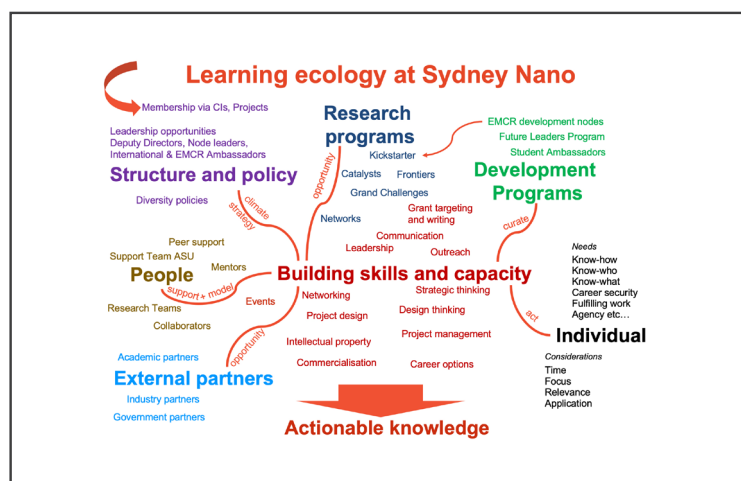 Learning ecology at Sydney Nano
Membership via CIs, Projects
Leadership opportunities
Deputy Directors, Node leaders,
International & EMCR Ambassadors
Structure and policy
Diversity policies
climate
strategy
Research
programs
Kickstarter
Catalysts
Frontiers
Grand Challenges
Networks
opportunity
EMCR development nodes
Future Leaders Program
Student Ambassadors
Development
Programs
curate
Peer support
Support Team ASU
People
Mentors
support + model
Research Teams
Collaborators
Grant targeting
and writing
Communication
Leadership
Outreach
Building skills and capacity
Strategic thinking
Networking
Events
Project design
Design thinking
Intellectual property
Project management
Commercialisation
Career options
Needs
Know-how
Know-who
Know-what
Career security
Fulfilling work
Agency etc…
act
Individual
Considerations
Time
Focus
Relevance
Application
opportunity
Academic partners
External partners
Industry partners
Government partners
Actionable knowledge